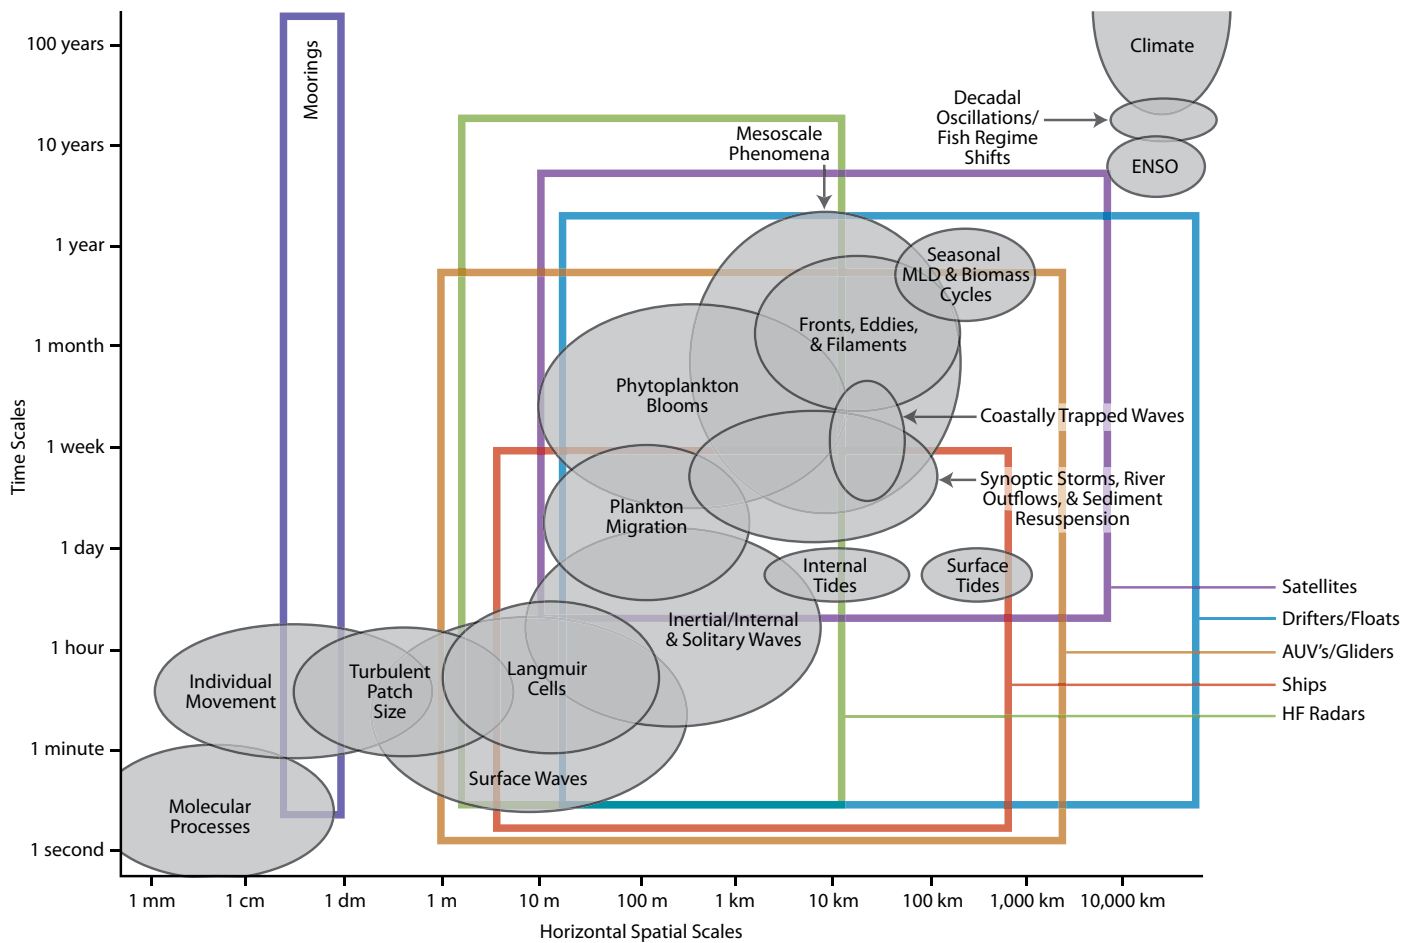 100 years
10 years
1 year
1 month
1 week
1 day
1 hour
1 minute
1 second
Time Scales
Moorings
Climate
Decadal
Oscillations/
Fish Regime
Shifts
ENSO
Mesoscale
Phenomena
Seasonal
MLD & Biomass
Cycles
Fronts, Eddies,
& Filaments
Phytoplankton
Blooms
Coastally Trapped Waves
Synoptic Storms, River
Outflows, & Sediment
Resuspension
Plankton
Migration
Internal
Tides
Surface
Tides
Inertial/Internal
& Solitary Waves
Individual
Movement
Turbulent
Patch
Size
Langmuir
Cells
Surface Waves
Molecular
Processes
Satellites
Drifters/Floats
AUV's/Gliders
Ships
HF Radars
1 mm
1 cm
1 dm
1 m
10 m
100 m
1 km
10 km
100 km
1,000 km
10,000 km
Horizontal Spatial Scales